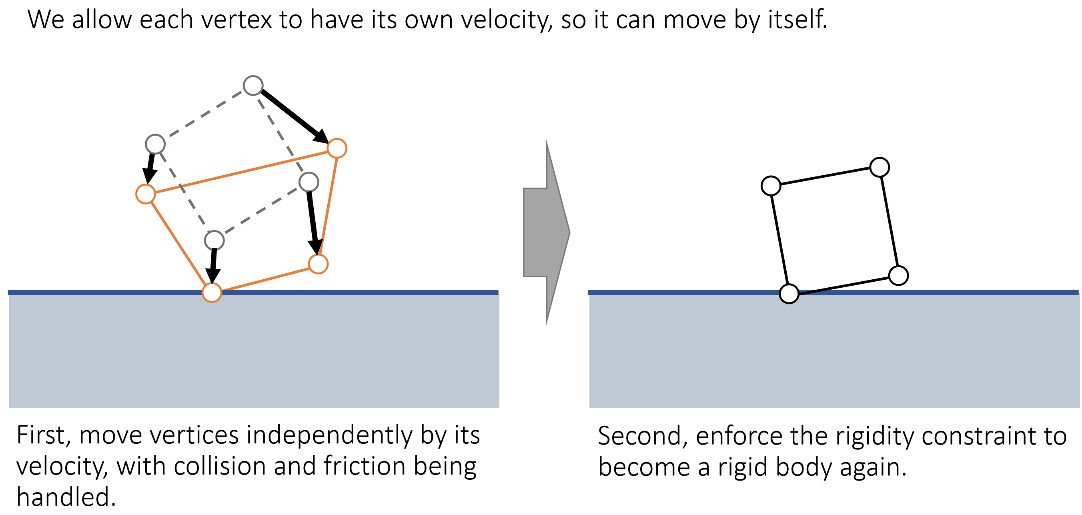 We allow each vertex to have its own velocity, so it can move by itself.
First, move vertices independently by its
velocity, with collision and friction being
handled.
Second, enforce the rigidity constraint to
become a rigid body again.